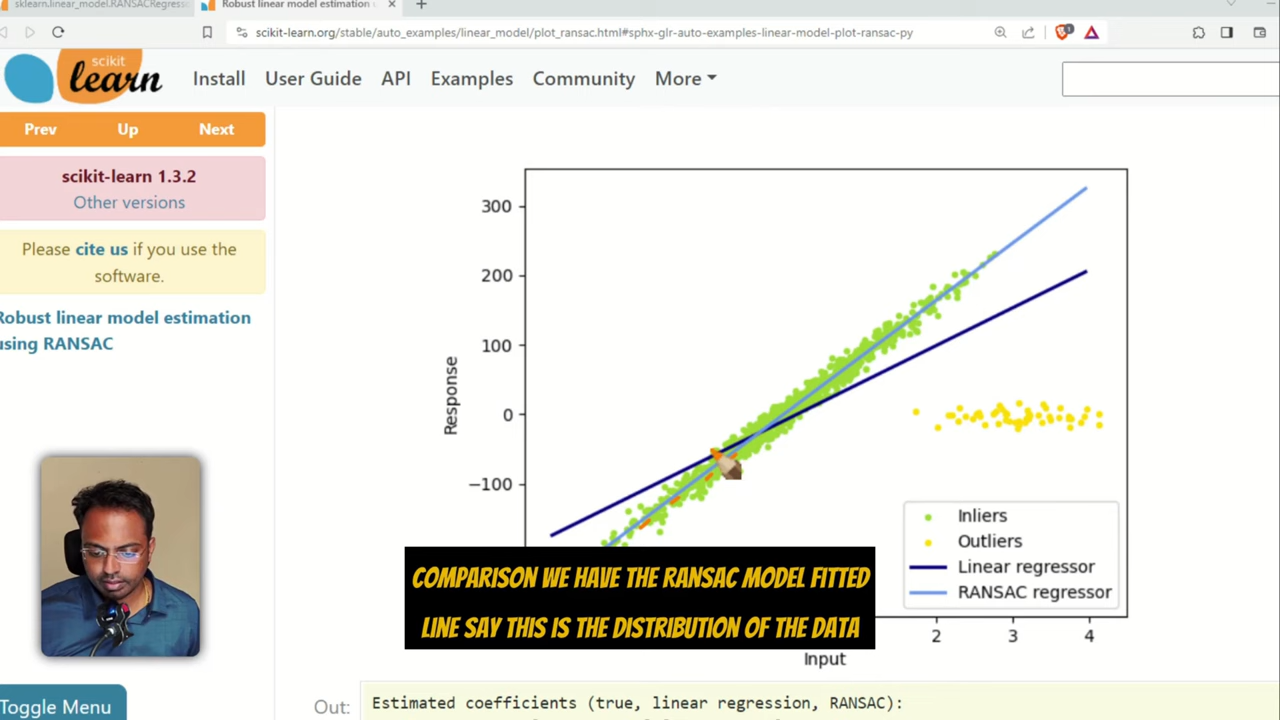 sklearn.linear_model.RANSACRegresso
Robust linear model estimation u
scikit-learn.org/stable/auto_examples/linear_model/plot_ransac.html#sphx-glr-auto-examples-linear-model-plot-ransac-py
scikit
learn
Install User Guide API Examples Community More
Prev Up Next
scikit-learn 1.3.2
Other versions
Please cite us if you use the
software.
Robust linear model estimation
using RANSAC
300
200
100
0
−100
Response
Inliers
Outliers
Linear regressor
RANSAC regressor
2 3 4
Input
COMPARISON WE HAVE THE RANSAC MODEL FITTED
LINE SAY THIS IS THE DISTRIBUTION OF THE DATA
Toggle Menu
Out:
Estimated coefficients (true, linear regression, RANSAC):